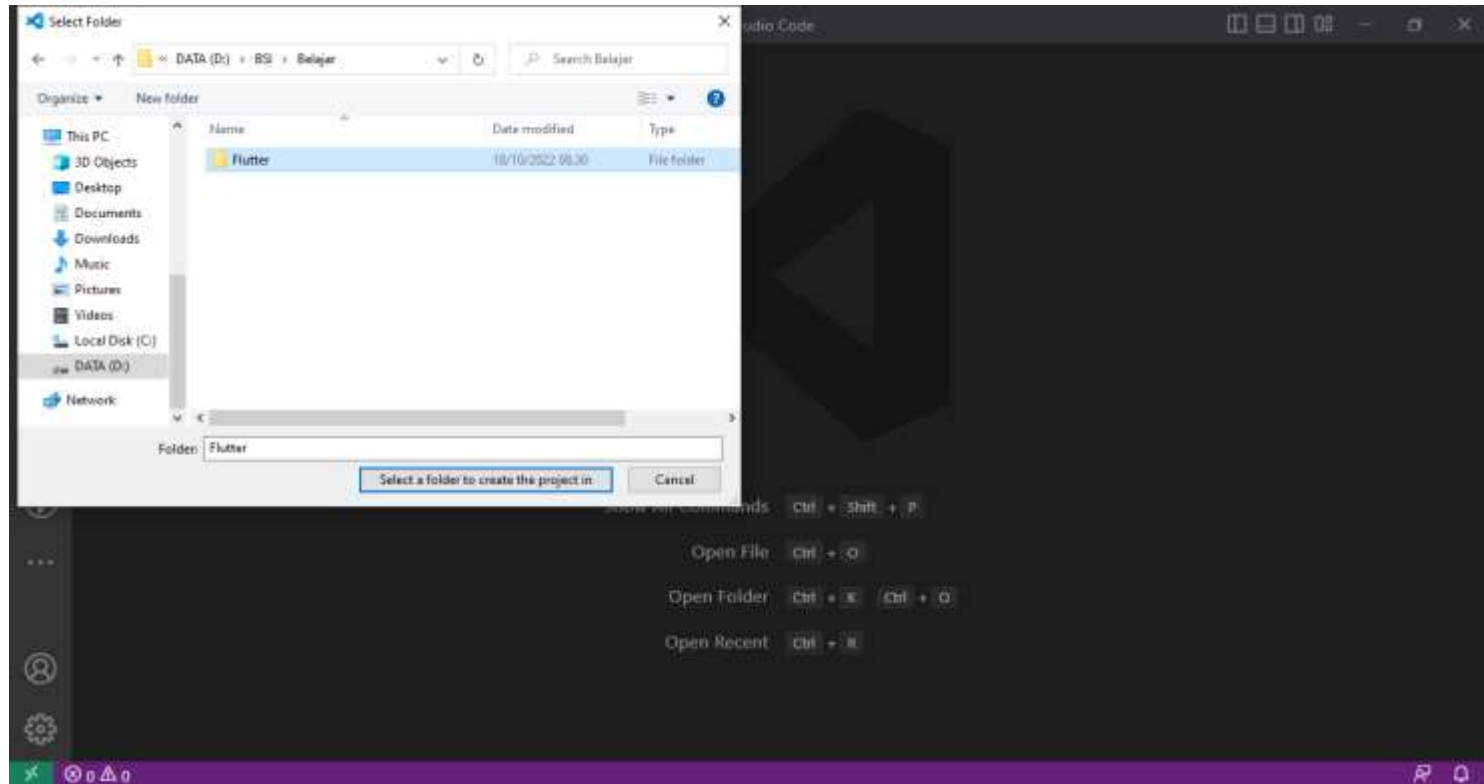 Select Folder
udio Code
« DATA (D:) › BSI › Belajar
Search Belajar
Organize
New folder
Name
Date modified
Type
This PC
Flutter
18/10/2022 08.30
File folder
3D Objects
Desktop
Documents
Downloads
Music
Pictures
Videos
Local Disk (C:)
DATA (D:)
Network
Folder: Flutter
Select a folder to create the project in
Cancel
Commands Ctrl + Shift + P
Open File Ctrl + O
Open Folder Ctrl + K Ctrl + O
Open Recent Ctrl + R
0 0